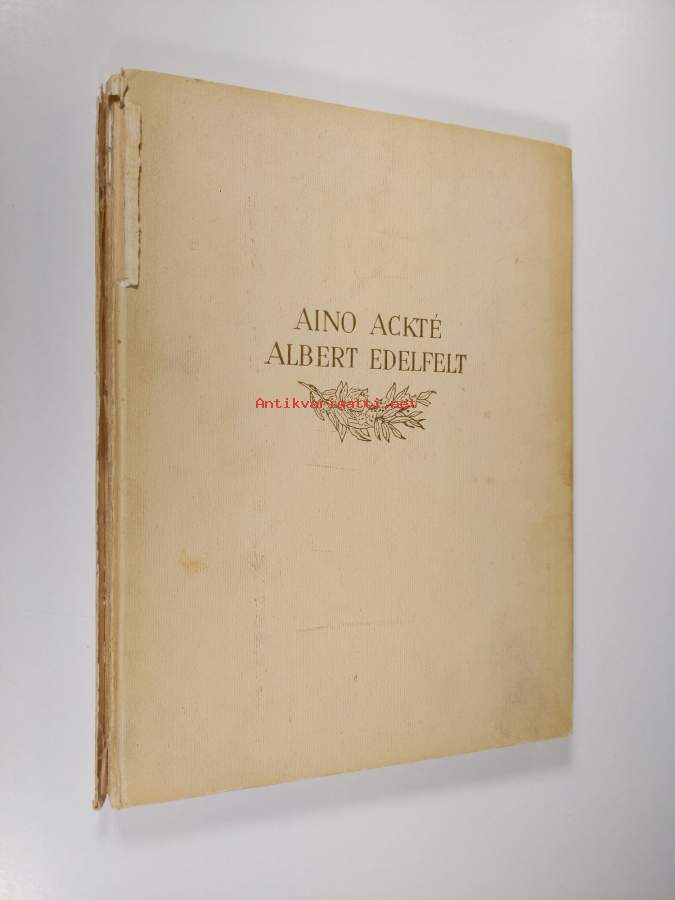 AINO ACKTÉ
ALBERT EDELFELT
Antikvariaatti.net